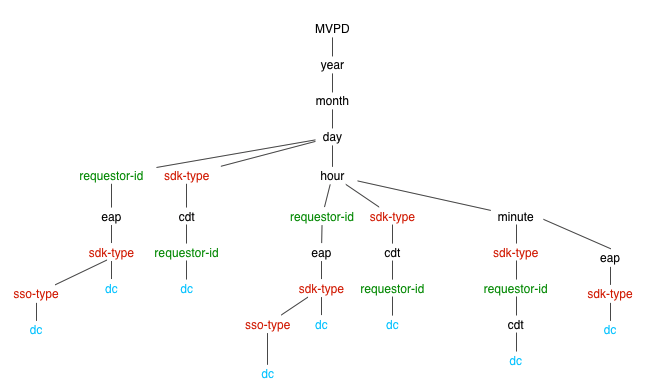 MVPD
year
month
day
requestor-id sdk-type hour
eap cdt requestor-id sdk-type minute
sdk-type requestor-id eap cdt sdk-type eap
sso-type dc dc sdk-type requestor-id requestor-id sdk-type
dc sso-type dc dc cdt dc
dc dc